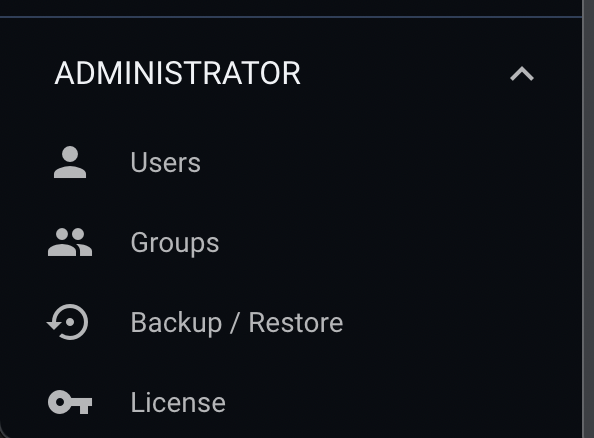 ADMINISTRATOR
Users
Groups
Backup / Restore
License